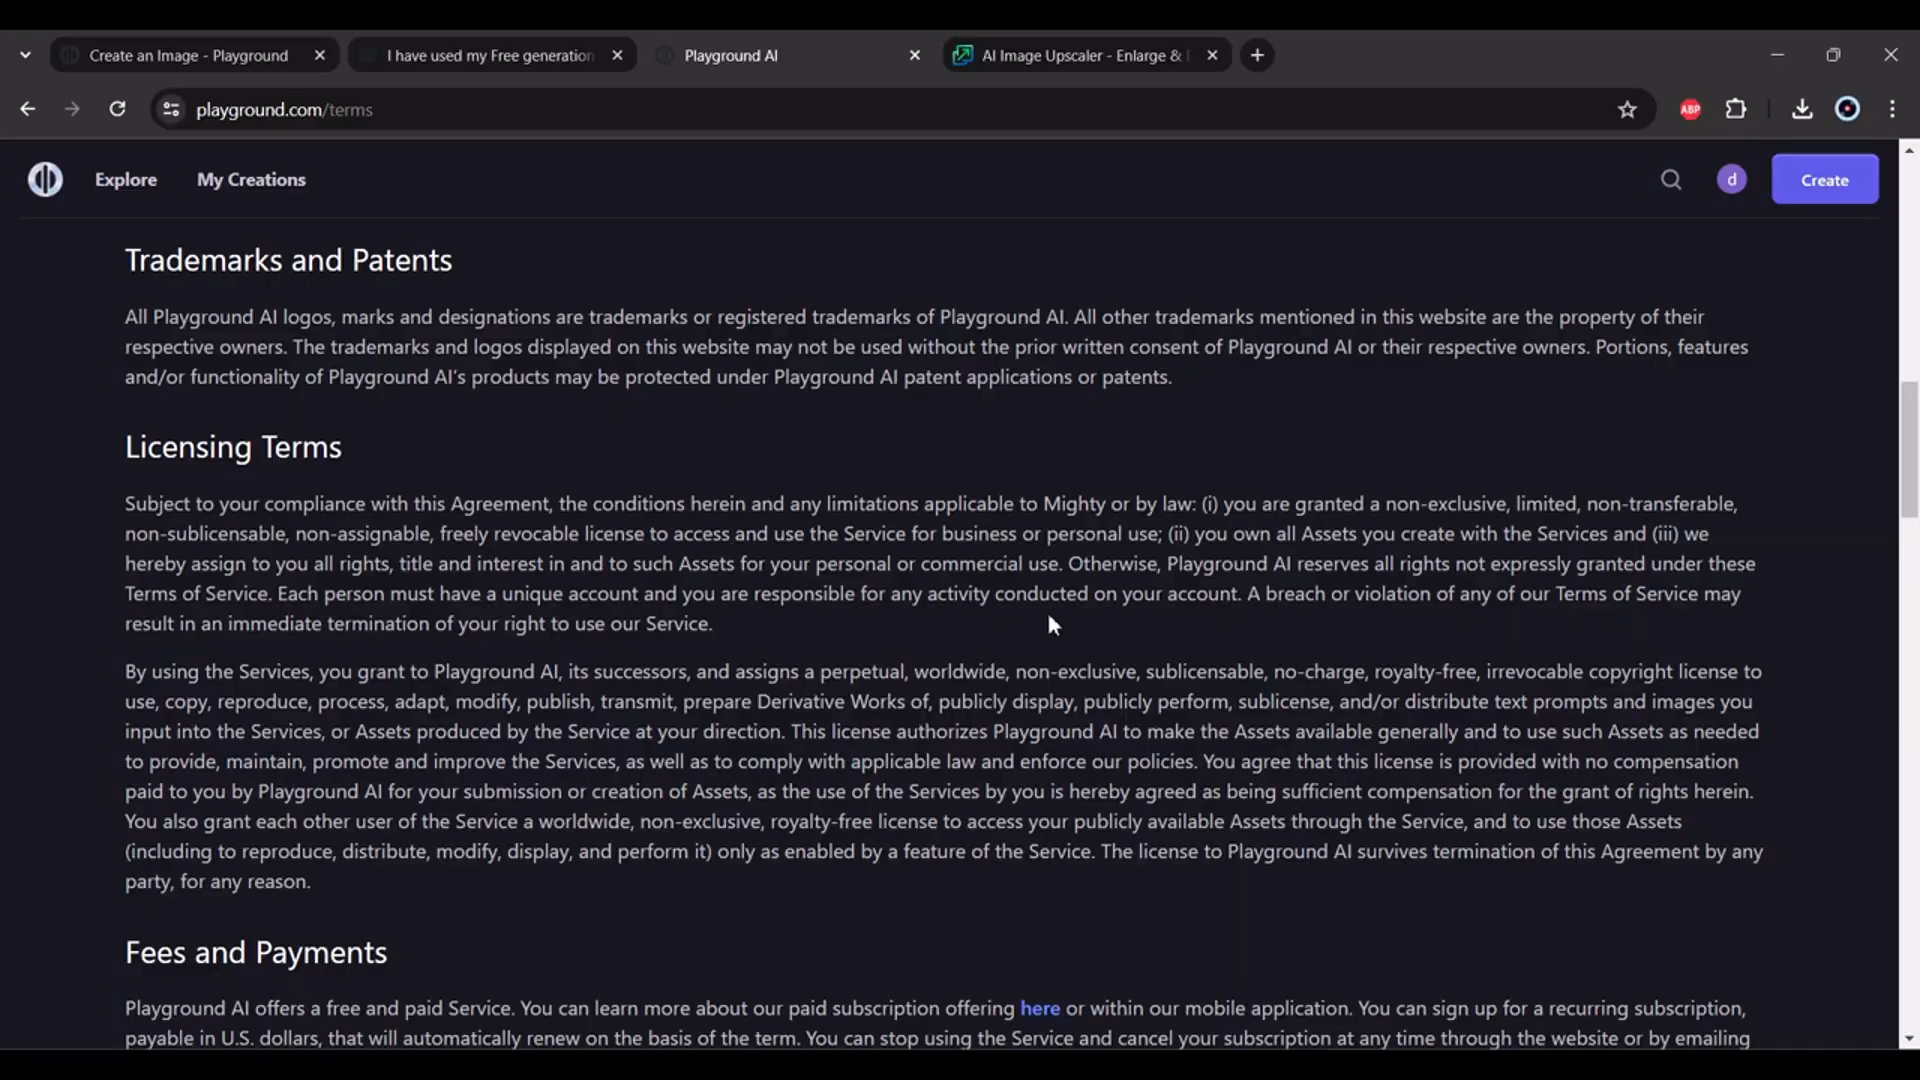 Create an Image - Playground
I have used my Free generation
Playground AI
AI Image Upscaler - Enlarge &
playground.com/terms
ABP
Explore
My Creations
d
Create
Trademarks and Patents
All Playground AI logos, marks and designations are trademarks or registered trademarks of Playground AI. All other trademarks mentioned in this website are the property of their
respective owners. The trademarks and logos displayed on this website may not be used without the prior written consent of Playground AI or their respective owners. Portions, features
and/or functionality of Playground AI's products may be protected under Playground AI patent applications or patents.
Licensing Terms
Subject to your compliance with this Agreement, the conditions herein and any limitations applicable to Mighty or by law: (i) you are granted a non-exclusive, limited, non-transferable,
non-sublicensable, non-assignable, freely revocable license to access and use the Service for business or personal use; (ii) you own all Assets you create with the Services and (iii) we
hereby assign to you all rights, title and interest in and to such Assets for your personal or commercial use. Otherwise, Playground AI reserves all rights not expressly granted under these
Terms of Service. Each person must have a unique account and you are responsible for any activity conducted on your account. A breach or violation of any of our Terms of Service may
result in an immediate termination of your right to use our Service.
By using the Services, you grant to Playground AI, its successors, and assigns a perpetual, worldwide, non-exclusive, sublicensable, no-charge, royalty-free, irrevocable copyright license to
use, copy, reproduce, process, adapt, modify, publish, transmit, prepare Derivative Works of, publicly display, publicly perform, sublicense, and/or distribute text prompts and images you
input into the Services, or Assets produced by the Service at your direction. This license authorizes Playground AI to make the Assets available generally and to use such Assets as needed
to provide, maintain, promote and improve the Services, as well as to comply with applicable law and enforce our policies. You agree that this license is provided with no compensation
paid to you by Playground AI for your submission or creation of Assets, as the use of the Services by you is hereby agreed as being sufficient compensation for the grant of rights herein.
You also grant each other user of the Service a worldwide, non-exclusive, royalty-free license to access your publicly available Assets through the Service, and to use those Assets
(including to reproduce, distribute, modify, display, and perform it) only as enabled by a feature of the Service. The license to Playground AI survives termination of this Agreement by any
party, for any reason.
Fees and Payments
Playground AI offers a free and paid Service. You can learn more about our paid subscription offering here or within our mobile application. You can sign up for a recurring subscription,
payable in U.S. dollars, that will automatically renew on the basis of the term. You can stop using the Service and cancel your subscription at any time through the website or by emailing